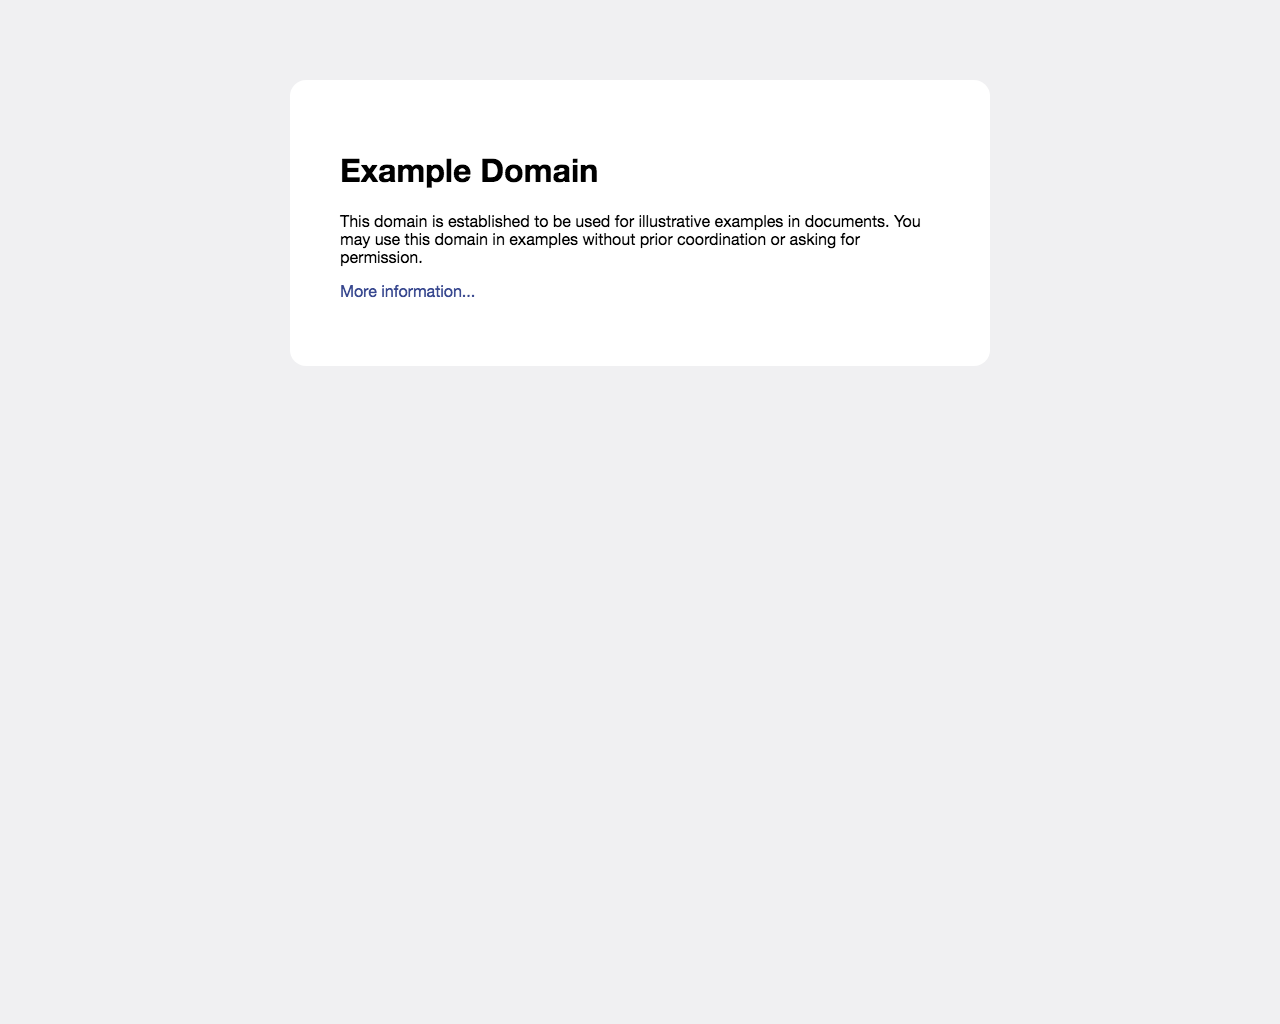 Example Domain
This domain is established to be used for illustrative examples in documents. You
may use this domain in examples without prior coordination or asking for
permission.
More information...